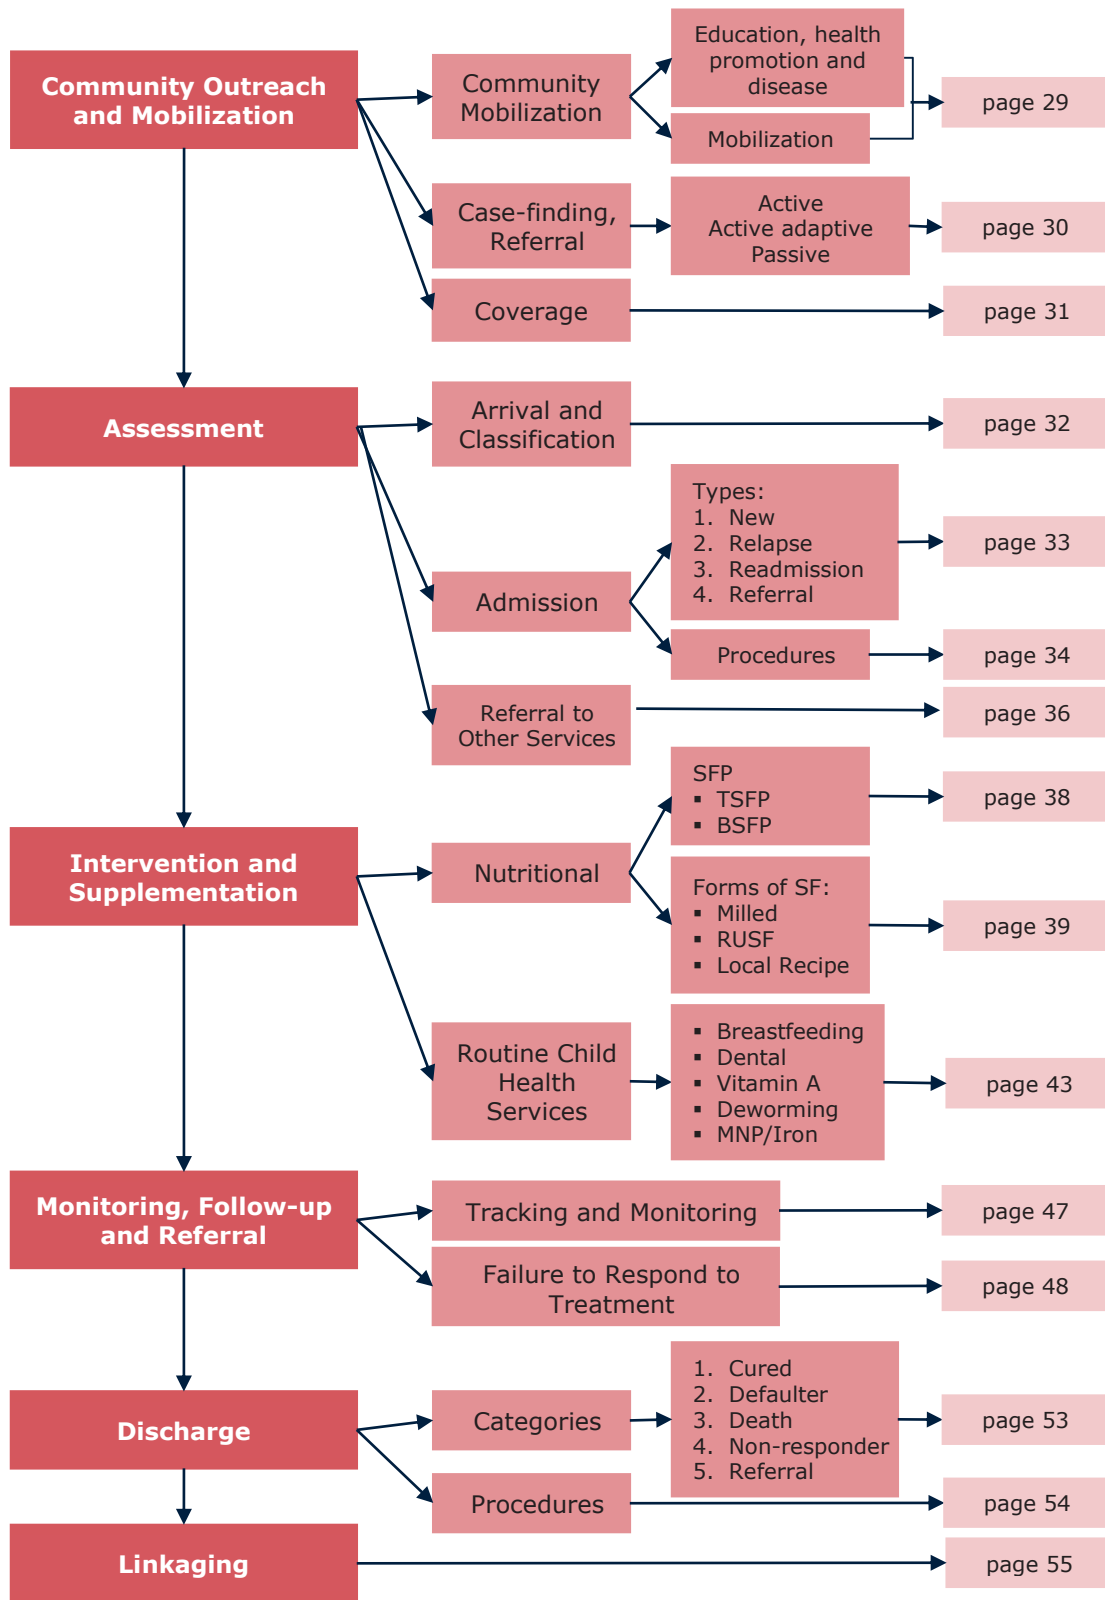 Community Outreach
and Mobilization
Community
Mobilization
Education, health
promotion and
disease
Mobilization
page 29
Case-finding,
Referral
Active
Active adaptive
Passive
page 30
Coverage
page 31
Assessment
Arrival and
Classification
page 32
Admission
Types:
1. New
2. Relapse
3. Readmission
4. Referral
page 33
Procedures
page 34
Referral to
Other Services
page 36
Intervention and
Supplementation
Nutritional
SFP
▪ TSFP
▪ BSFP
page 38
Forms of SF:
▪ Milled
▪ RUSF
▪ Local Recipe
page 39
Routine Child
Health
Services
▪ Breastfeeding
▪ Dental
▪ Vitamin A
▪ Deworming
▪ MNP/Iron
page 43
Monitoring, Follow-up
and Referral
Tracking and Monitoring
page 47
Failure to Respond to
Treatment
page 48
Discharge
Categories
1. Cured
2. Defaulter
3. Death
4. Non-responder
5. Referral
page 53
Procedures
page 54
Linkaging
page 55